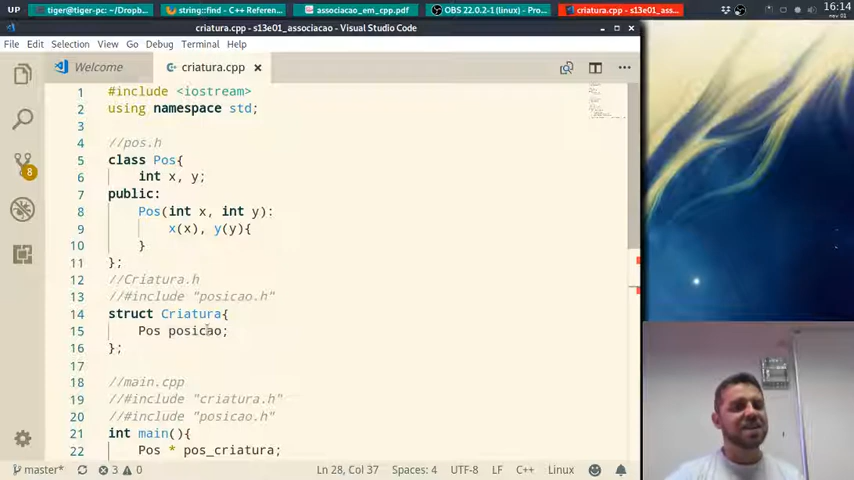 UP
tiger@tiger-pc: ~/Dropb...
string::find - C++ Referen...
associacao_em_cpp.pdf
OBS 22.0.2-1 (linux) - Pro...
criatura.cpp - s13e01_ass...
16:14
nov 01
criatura.cpp - s13e01_associacao - Visual Studio Code
File Edit Selection View Go Debug Terminal Help
Welcome
criatura.cpp
1 #include <iostream>
2 using namespace std;
3
4 //pos.h
5 class Pos{
6 int x, y;
7 public:
8 Pos(int x, int y):
9 x(x), y(y){
10 }
11 };
12 //Criatura.h
13 //#include "posicao.h"
14 struct Criatura{
15 Pos posicao;
16 };
17
18 //main.cpp
19 //#include "criatura.h"
20 //#include "posicao.h"
21 int main(){
22 Pos * pos_criatura;
8
master* 3 0 Ln 28, Col 37 Spaces: 4 UTF-8 LF C++ Linux